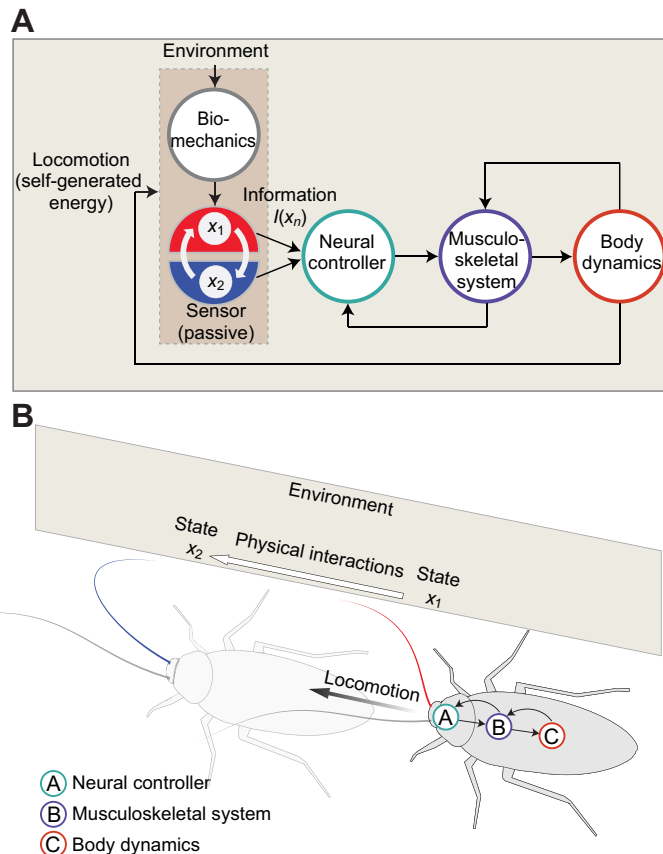 A
Environment
Bio-
mechanics
Locomotion
(self-generated
energy)
Information
I(xn)
x1
x2
Sensor
(passive)
Neural
controller
Musculo-
skeletal
system
Body
dynamics
B
Environment
State
x2
Physical interactions
State
x1
Locomotion
A
B
C
A Neural controller
B Musculoskeletal system
C Body dynamics